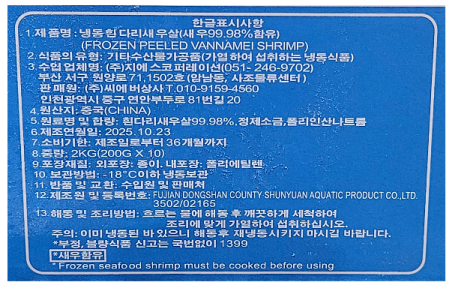 한글표시사항
1.제품명: 냉동흰다리새우살(새우99.98%함유)
(FROZEN PEELED VANNAMEI SHRIMP)
2.식품의 유형: 기타수산물가공품(가열하여 섭취하는 냉동식품)
3.수입 업체명: (주)지에스코퍼레이션(051- 246-9702)
부산 서구 원양로 71,1502호(암남동, 사조물류센터)
판 매원: (주)씨에버상사 T 010-9159-4560
인천광역시 중구 연안부두로 81번길 20
4.원산지: 중국(CHINA)
5.원료명 및 함량: 흰다리새우살99.98%,정제소금,폴리인산나트륨
6.제조연월일: 2025.10.23
7.소비기한: 제조일로부터 36개월까지
8.중량: 2KG(200G X 10)
9.포장재질: 외포장: 종이, 내포장: 폴리에틸렌
10.보관방법: -18℃이하 냉동보관
11.반품 및 교환: 수입원 및 판매처
12.제조원 및 등록번호: FUJIAN DONGSHAN COUNTY SHUNYUAN AQUATIC PRODUCT CO.,LTD.
3502/02165
13.해동 및 조리방법: 흐르는 물에 해동 후 깨끗하게 세척하여
조리에 맞게 가열하여 섭취하십시오.
주의: 이미 냉동된 바 있으니 해동후 재냉동시키지 마시길 바랍니다.
*부정,불량식품 신고는 국번없이 1399
*새우함유
*Frozen seafood shrimp must be cooked before using